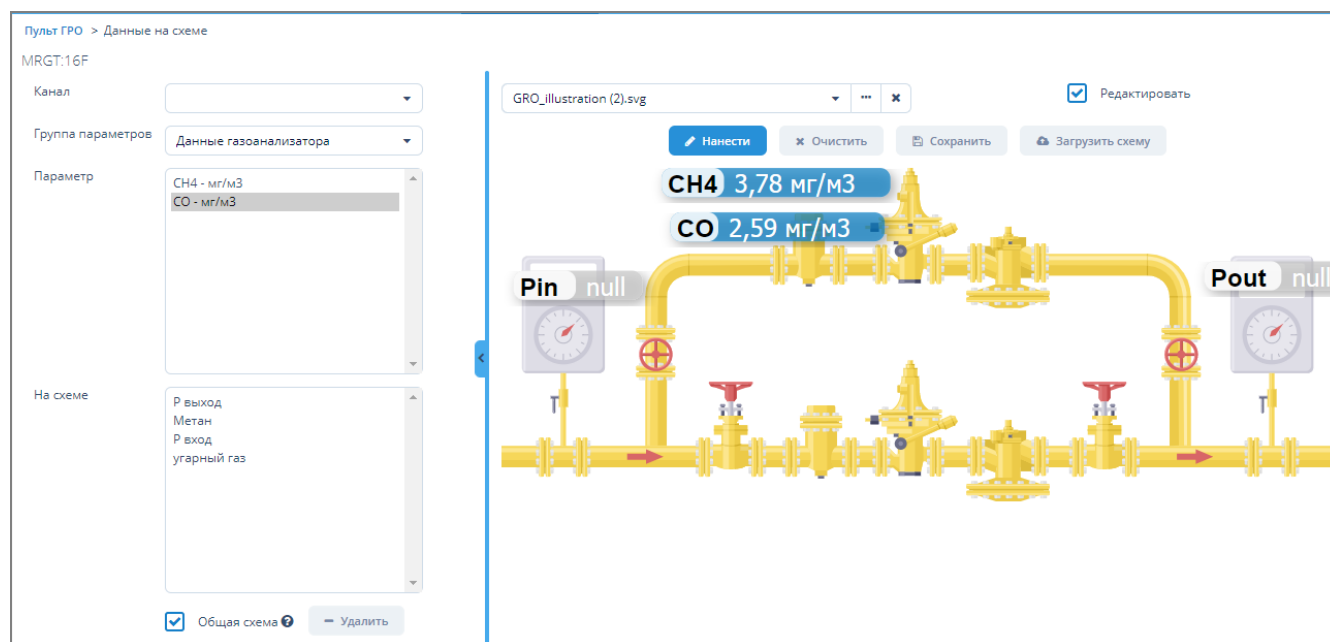 Пульт ГРО > Данные на схеме
MRGT:16F
Канал
Группа параметров
Данные газоанализатора
Параметр
CH4 - мг/м3
CO - мг/м3
На схеме
P выход
Метан
P вход
угарный газ
Общая схема ?
Удалить
GRO_illustration (2).svg
Редактировать
Нанести
Очистить
Сохранить
Загрузить схему
CH4 3,78 мг/м3
CO 2,59 мг/м3
Pin null
Pout null